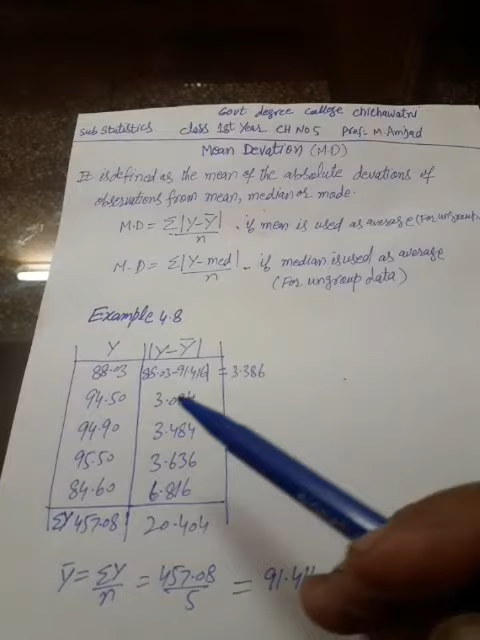 Govt degree college chichawatni
Sub Statistics class 1st Year CH No 5 Prof. M. Amjad
Mean Devation (M.D)
It is defined as the mean of the absolute devations of
observations from mean, median or mode.
M.D = Σ|Y-Ȳ|/n . if mean is used as average (For ungroup
M.D = Σ|Y-med|/n . if median is used as average
(For ungroup data)
Example 4.8
Y |Y-Ȳ|
88.03 |85.03-91.416| = 3.386
94.50
94.90 3.484
95.50 3.636
84.60 6.816
ΣY 457.08 20.404
Ȳ = ΣY/n = 457.08/5 = 91.41